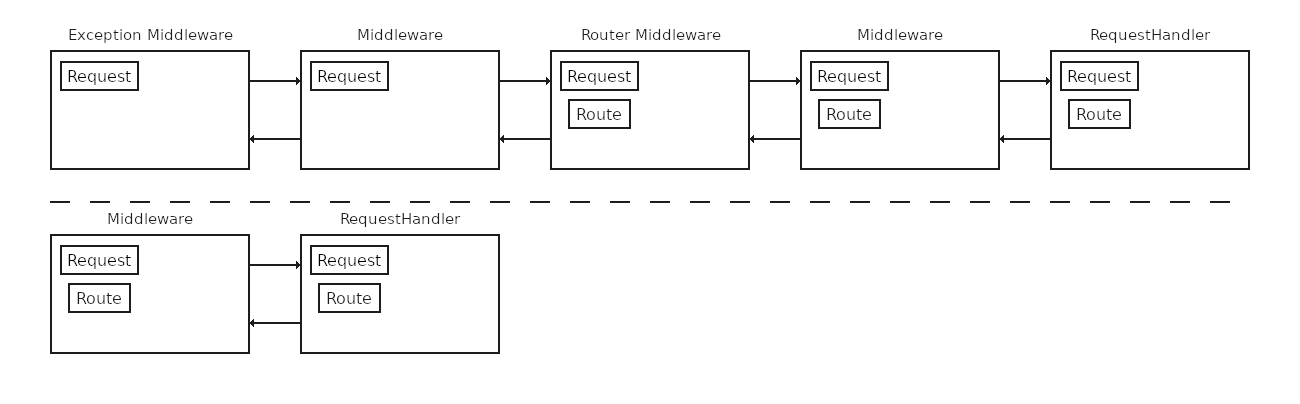 Exception Middleware
Middleware
Router Middleware
Middleware
RequestHandler
Request
Request
Request
Request
Request
Route
Route
Route
Middleware
RequestHandler
Request
Request
Route
Route